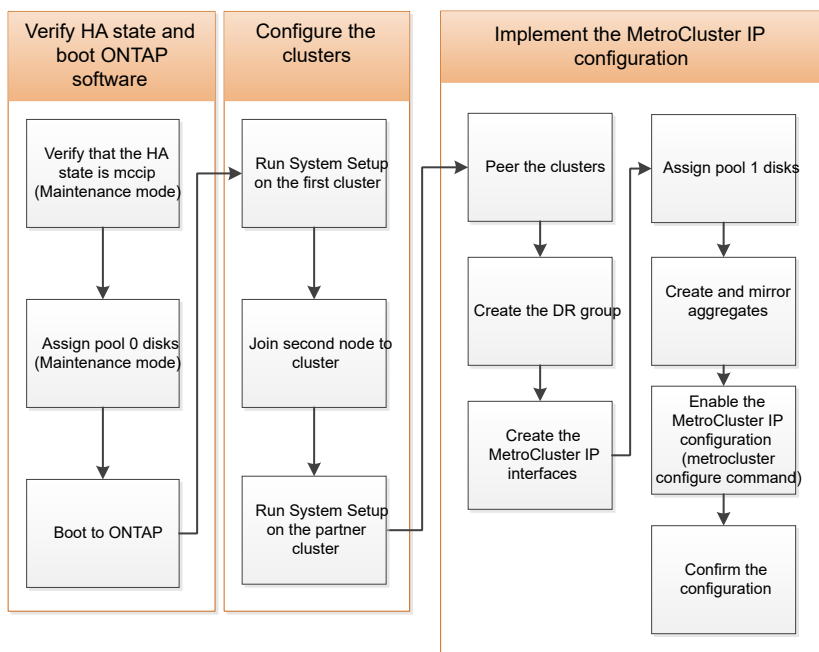 Verify HA state and
boot ONTAP
software
Verify that the HA
state is mccip
(Maintenance mode)
Assign pool 0 disks
(Maintenance mode)
Boot to ONTAP
Configure the
clusters
Run System Setup
on the first cluster
Join second node to
cluster
Run System Setup
on the partner
cluster
Implement the MetroCluster IP
configuration
Peer the clusters
Create the DR group
Create the
MetroCluster IP
interfaces
Assign pool 1 disks
Create and mirror
aggregates
Enable the
MetroCluster IP
configuration
(metrocluster
configure command)
Confirm the
configuration